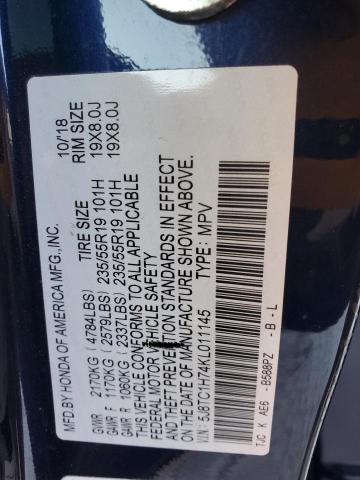 MFD.BY HONDA OF AMERICA MFG.,INC. 10/18
TIRE SIZE RIM SIZE
GVWR 2170KG (4784LBS)
GAWR F 1170KG (2579LBS) 235/55R19 101H 19X8.0J
GAWR R 1060KG (2337LBS) 235/55R19 101H 19X8.0J
THIS VEHICLE CONFORMS TO ALL APPLICABLE
FEDERAL MOTOR VEHICLE SAFETY
AND THEFT PREVENTION STANDARDS IN EFFECT
ON THE DATE OF MANUFACTURE SHOWN ABOVE.
V.I.N.: 5J8TC1H74KL011145 TYPE: MPV
TJC K AE6 -B588PZ -B-L